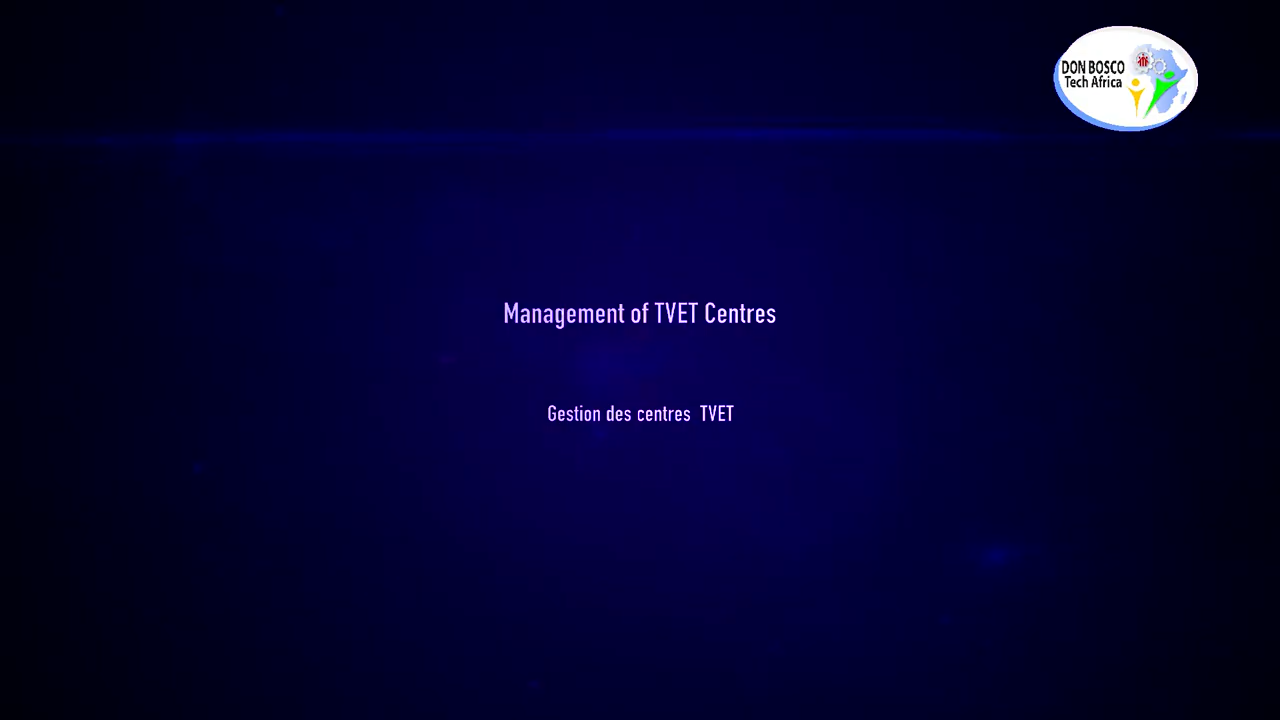 DON BOSCO
Tech Africa
Management of TVET Centres
Gestion des centres TVET